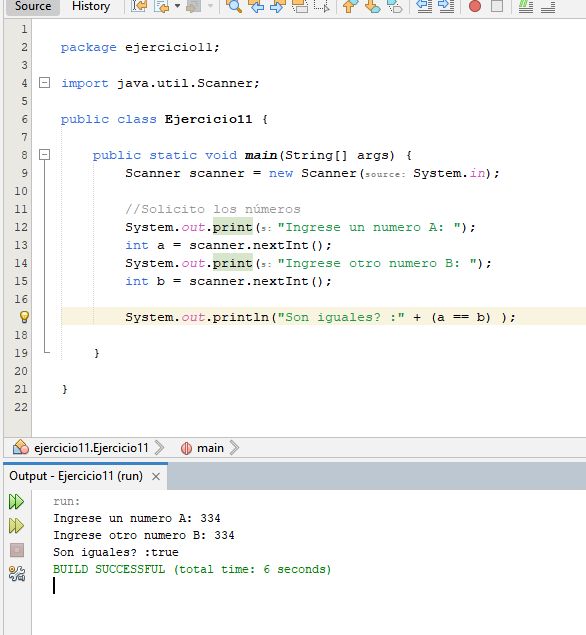 Source History
1
2 package ejercicio11;
3
4 import java.util.Scanner;
5
6 public class Ejercicio11 {
7
8 public static void main(String[] args) {
9 Scanner scanner = new Scanner(source: System.in);
10
11 //Solicito los números
12 System.out.print(s: "Ingrese un numero A: ");
13 int a = scanner.nextInt();
14 System.out.print(s: "Ingrese otro numero B: ");
15 int b = scanner.nextInt();
16
System.out.println("Son iguales? :" + (a == b) );
18
19 }
20
21 }
22
ejercicio11.Ejercicio11 main
Output - Ejercicio11 (run) ×
run:
Ingrese un numero A: 334
Ingrese otro numero B: 334
Son iguales? :true
BUILD SUCCESSFUL (total time: 6 seconds)